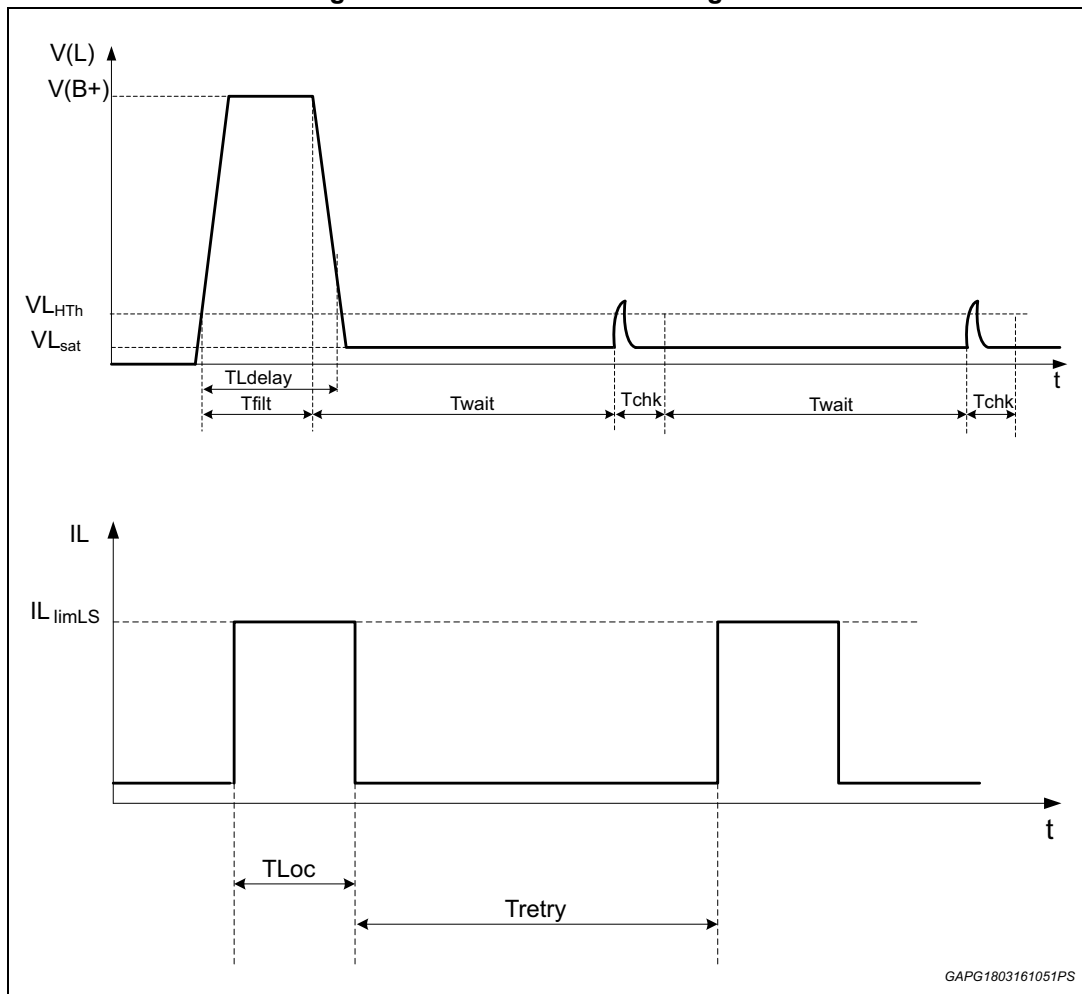 V(L)
V(B+)
VLHTh
VLsat
t
TLdelay
Tfilt
Twait
Tchk
Twait
Tchk
IL
IL limLS
t
TLoc
Tretry
GAPG1803161051PS